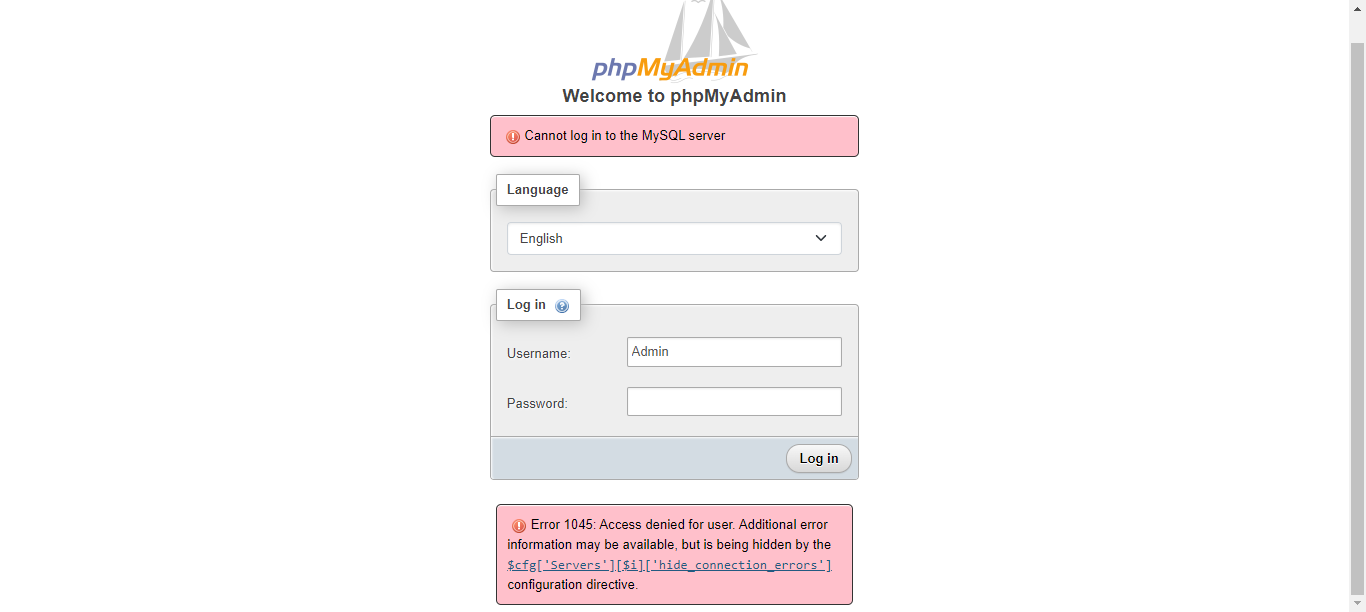 phpMyAdmin
Welcome to phpMyAdmin
Cannot log in to the MySQL server
Language
English
Log in
Username:
Admin
Password:
Log in
Error 1045: Access denied for user. Additional error
information may be available, but is being hidden by the
$cfg['Servers'][$i]['hide_connection_errors']
configuration directive.